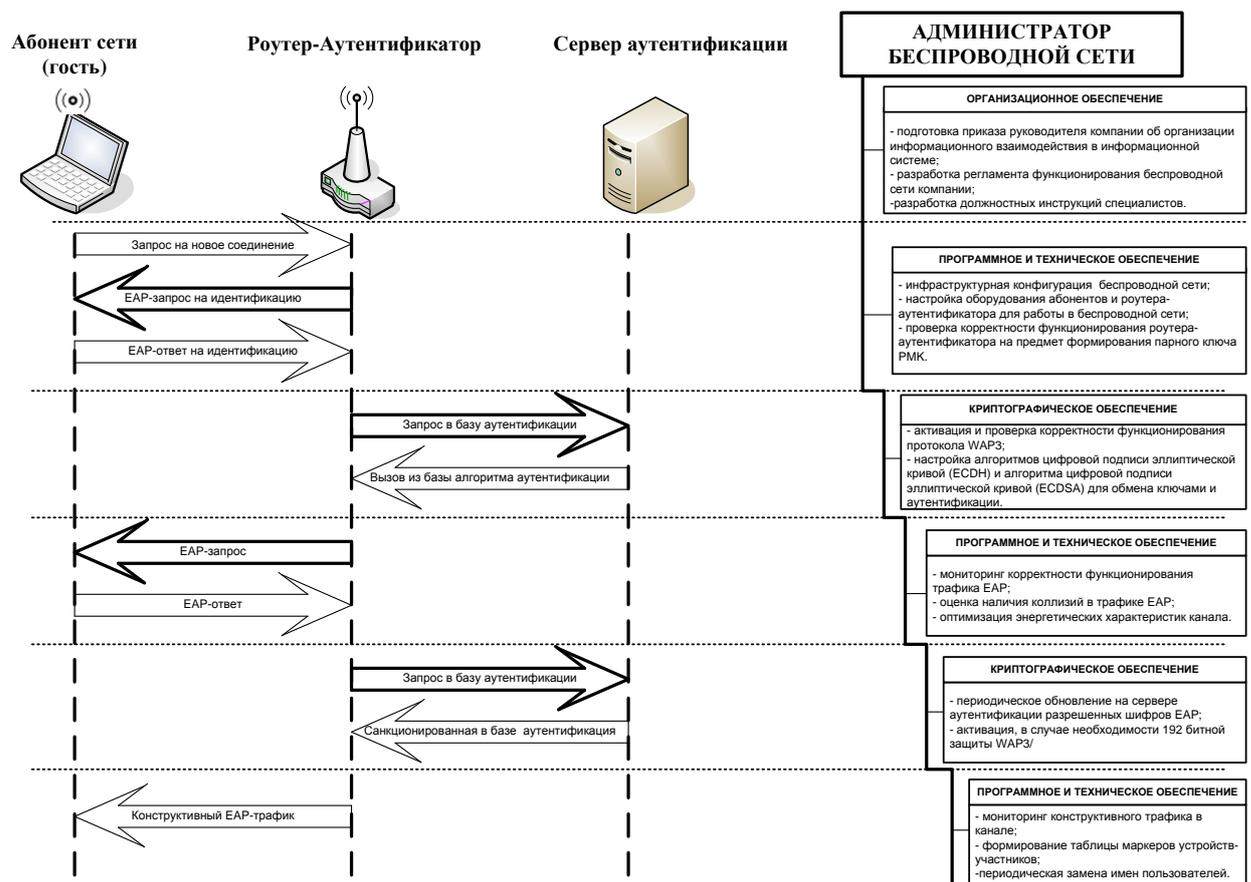 Абонент сети
(гость)
Роутер-Аутентификатор
Сервер аутентификации
АДМИНИСТРАТОР
БЕСПРОВОДНОЙ СЕТИ
ОРГАНИЗАЦИОННОЕ ОБЕСПЕЧЕНИЕ
- подготовка приказа руководителя компании об организации
информационного взаимодействия в информационной
системе;
- разработка регламента функционирования беспроводной
сети компании;
-разработка должностных инструкций специалистов.
Запрос на новое соединение
EAP-запрос на идентификацию
EAP-ответ на идентификацию
ПРОГРАММНОЕ И ТЕХНИЧЕСКОЕ ОБЕСПЕЧЕНИЕ
- инфраструктурная конфигурация беспроводной сети;
- настройка оборудования абонентов и роутера-
аутентификатора для работы в беспроводной сети;
- проверка корректности функционирования роутера-
аутентификатора на предмет формирования парного ключа
PMK.
Запрос в базу аутентификации
Вызов из базы алгоритма аутентификации
КРИПТОГРАФИЧЕСКОЕ ОБЕСПЕЧЕНИЕ
- активация и проверка корректности функционирования
протокола WAP3;
- настройка алгоритмов цифровой подписи эллиптической
кривой (ECDH) и алгоритма цифровой подписи
эллиптической кривой (ECDSA) для обмена ключами и
аутентификации.
EAP-запрос
EAP-ответ
ПРОГРАММНОЕ И ТЕХНИЧЕСКОЕ ОБЕСПЕЧЕНИЕ
- мониторинг корректности функционирования
трафика EAP;
- оценка наличия коллизий в трафике EAP;
- оптимизация энергетических характеристик канала.
Запрос в базу аутентификации
Санкционированная в базе аутентификация
КРИПТОГРАФИЧЕСКОЕ ОБЕСПЕЧЕНИЕ
- периодическое обновление на сервере
аутентификации разрешенных шифров EAP;
- активация, в случае необходимости 192 битной
защиты WAP3/
Конструктивный EAP-трафик
ПРОГРАММНОЕ И ТЕХНИЧЕСКОЕ ОБЕСПЕЧЕНИЕ
- мониторинг конструктивного трафика в
канале;
- формирование таблицы маркеров устройств-
участников;
-периодическая замена имен пользователей.